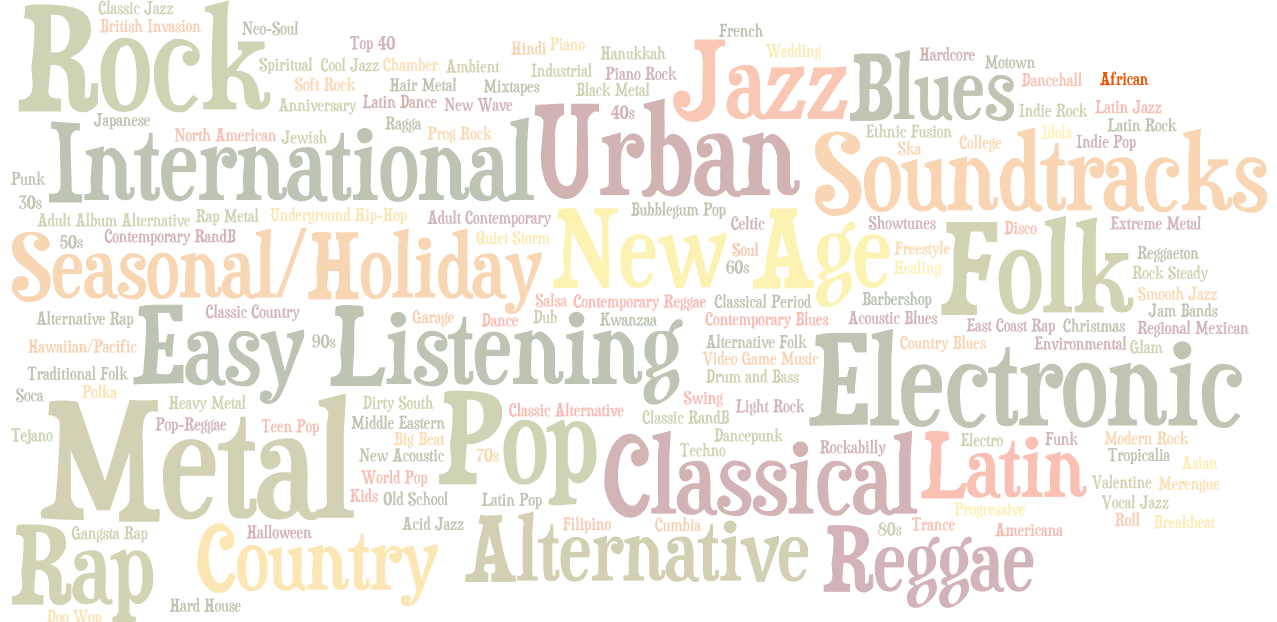 Classic Jazz
British Invasion
Rock
Neo-Soul
Top 40
Spiritual
Cool Jazz
Chamber
Ambient
Hindi
Piano
Hanukkah
French
Wedding
Jazz
Blues
Hardcore
Motown
Dancehall
African
Soft Rock
Hair Metal
Mixtapes
Industrial
Piano Rock
Black Metal
Anniversary
Latin Dance
New Wave
40s
Indie Rock
Latin Jazz
Japanese
North American
Jewish
Ragga
Prog Rock
International
Urban
Ethnic Fusion
Ska
College
Idols
Indie Pop
Latin Rock
Soundtracks
Punk
30s
Adult Album Alternative
Rap Metal
Underground Hip-Hop
Adult Contemporary
Bubblegum Pop
Celtic
Showtunes
Disco
Extreme Metal
50s
Contemporary RandB
Seasonal/Holiday
Quiet Storm
New Age
Soul
60s
Freestyle
Healing
Folk
Reggaeton
Rock Steady
Smooth Jazz
Jam Bands
Salsa
Contemporary Reggae
Classical Period
Barbershop
Alternative Rap
Classic Country
Garage
Dance
Dub
Kwanzaa
Contemporary Blues
Acoustic Blues
East Coast Rap
Christmas
Regional Mexican
Hawaiian/Pacific
Easy Listening
90s
Alternative Folk
Video Game Music
Drum and Bass
Country Blues
Environmental
Glam
Electronic
Traditional Folk
Soca
Polka
Heavy Metal
Dirty South
Swing
Light Rock
Classic Alternative
Classic RandB
Tejano
Metal
Pop-Reggae
Teen Pop
Middle Eastern
Big Beat
New Acoustic
Pop
70s
Dancepunk
Techno
Rockabilly
Classical
Latin
Electro
Funk
Modern Rock
Tropicalia
Asian
World Pop
Kids
Old School
Latin Pop
Valentine
Merengue
Vocal Jazz
Progressive
Rap
Gangsta Rap
Country
Halloween
Acid Jazz
Alternative
Filipino
Cumbia
80s
Trance
Americana
Roll
Breakbeat
Reggae
Hard House
Doo Wop